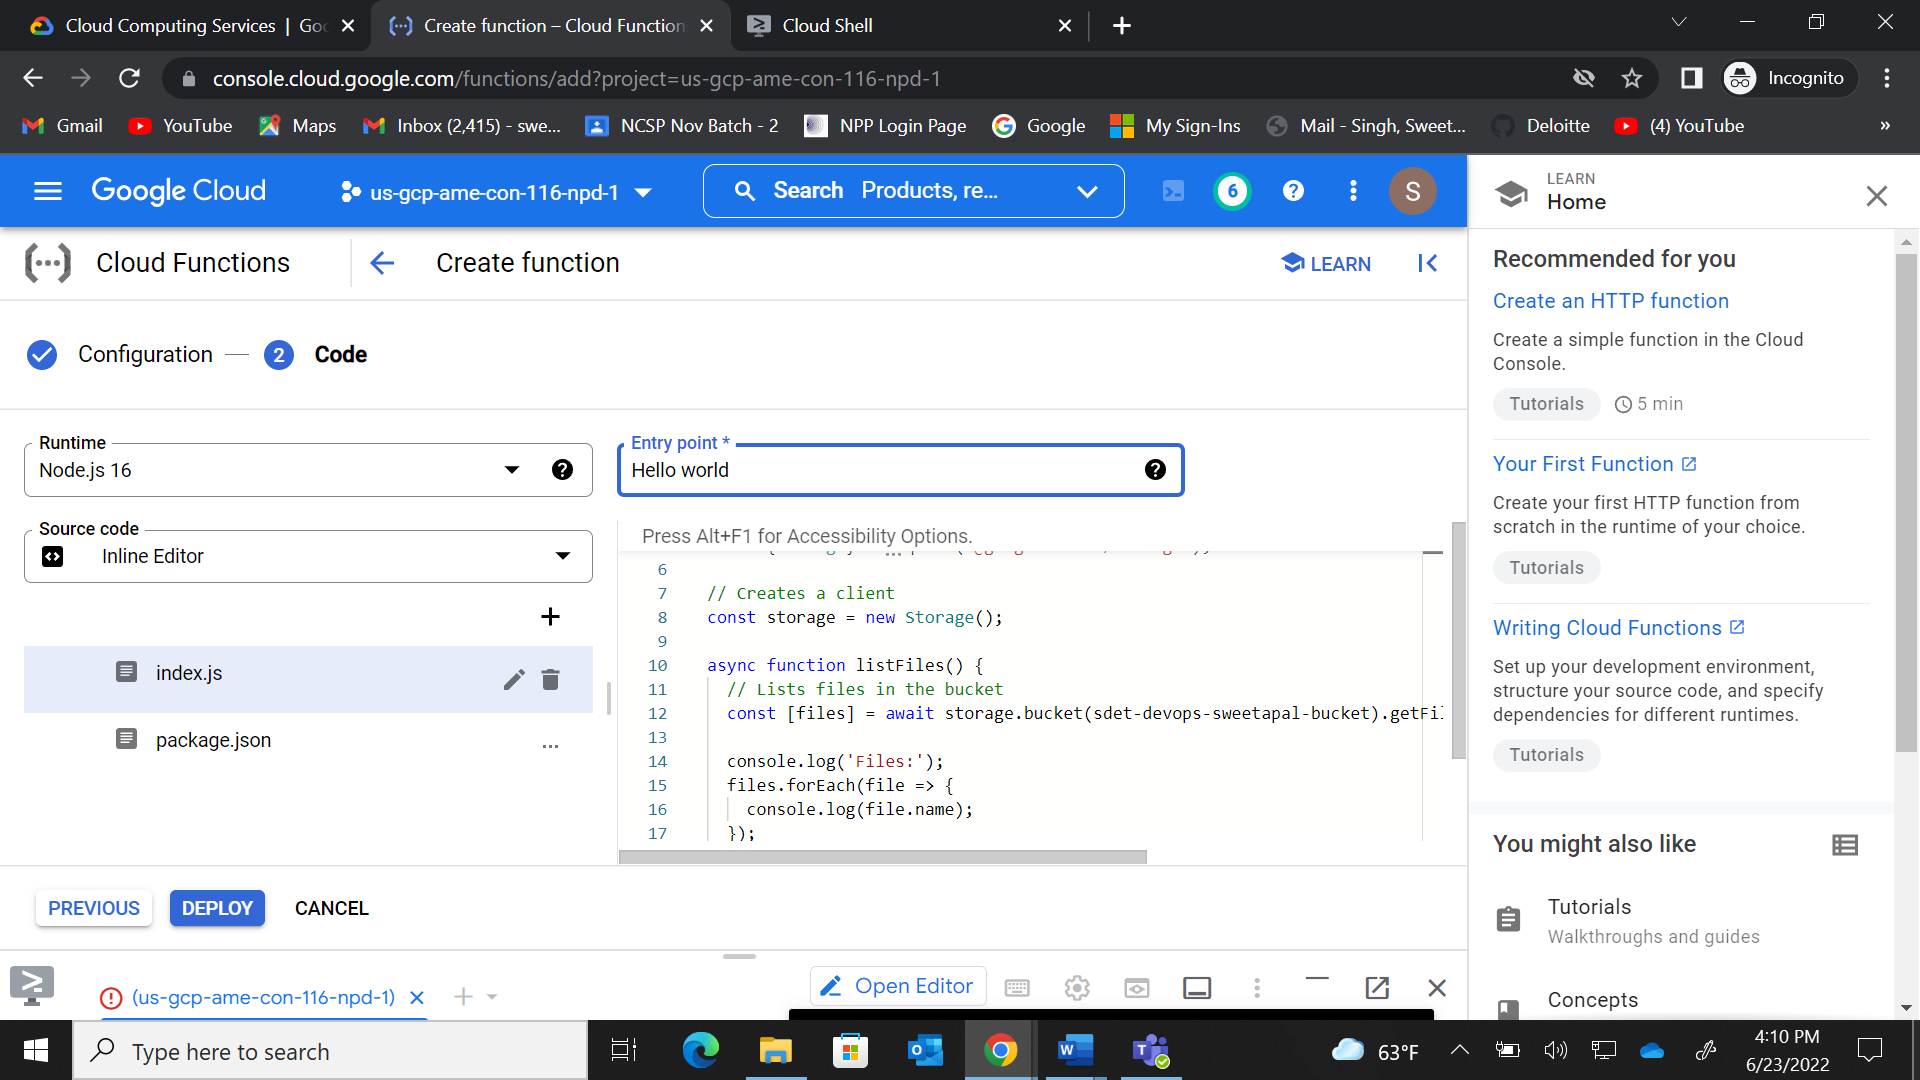 Cloud Computing Services | Goo
Create function – Cloud Function
Cloud Shell
console.cloud.google.com/functions/add?project=us-gcp-ame-con-116-npd-1
Incognito
Gmail
YouTube
Maps
Inbox (2,415) - swe...
NCSP Nov Batch - 2
NPP Login Page
Google
My Sign-Ins
Mail - Singh, Sweet...
Deloitte
(4) YouTube
»
Google Cloud
us-gcp-ame-con-116-npd-1
Search Products, re...
6
S
LEARN
Home
Cloud Functions
Create function
LEARN
Configuration
2 Code
Runtime
Node.js 16
Entry point *
Hello world
Source code
Inline Editor
index.js
package.json
...
Press Alt+F1 for Accessibility Options.
6
7 // Creates a client
8 const storage = new Storage();
9
10 async function listFiles() {
11 // Lists files in the bucket
12 const [files] = await storage.bucket(sdet-devops-sweetapal-bucket).getFi
13
14 console.log('Files:');
15 files.forEach(file => {
16 console.log(file.name);
17 });
PREVIOUS
DEPLOY
CANCEL
Recommended for you
Create an HTTP function
Create a simple function in the Cloud
Console.
Tutorials
5 min
Your First Function
Create your first HTTP function from
scratch in the runtime of your choice.
Tutorials
Writing Cloud Functions
Set up your development environment,
structure your source code, and specify
dependencies for different runtimes.
Tutorials
You might also like
Tutorials
Walkthroughs and guides
Concepts
(us-gcp-ame-con-116-npd-1)
Open Editor
Type here to search
63°F
4:10 PM
6/23/2022